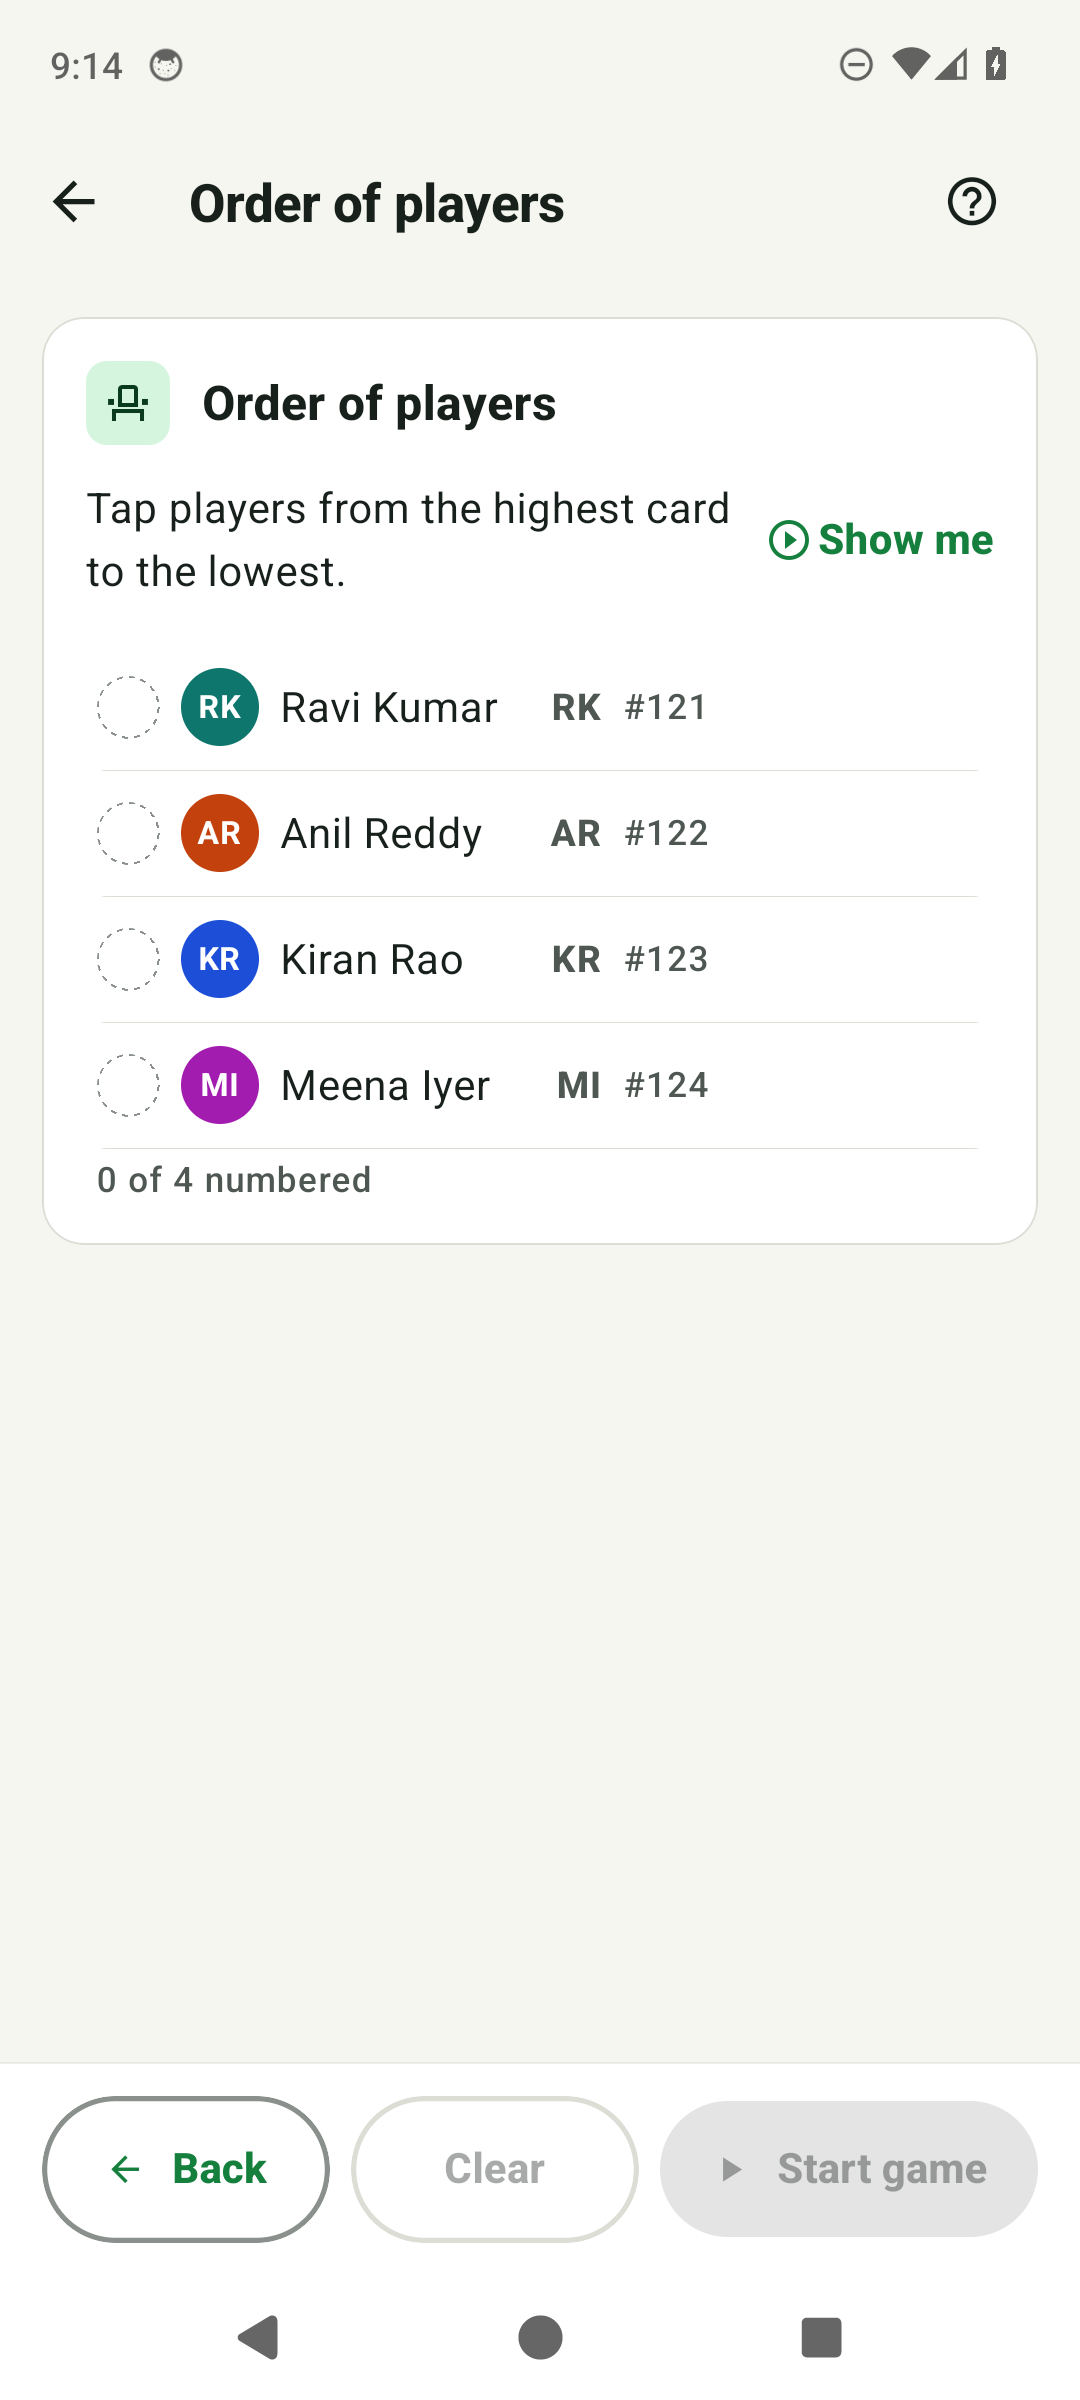 9:14
Order of players
Order of players
Tap players from the highest card
to the lowest.
Show me
RK Ravi Kumar RK #121
AR Anil Reddy AR #122
KR Kiran Rao KR #123
MI Meena Iyer MI #124
0 of 4 numbered
Back Clear Start game